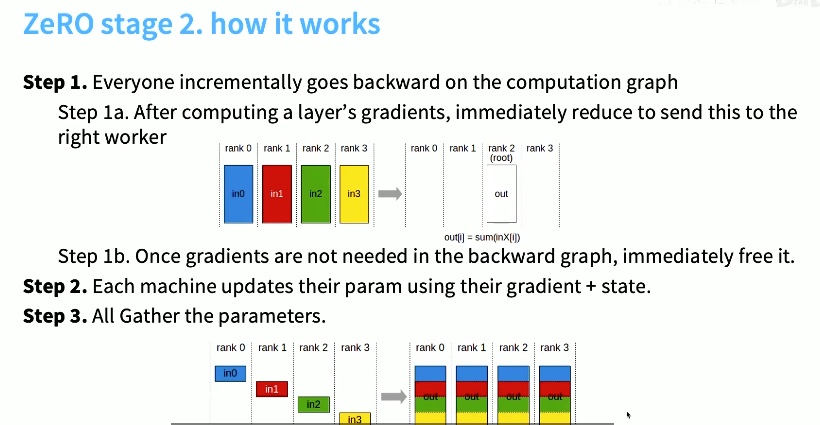 ZeRO stage 2. how it works
Step 1. Everyone incrementally goes backward on the computation graph
Step 1a. After computing a layer's gradients, immediately reduce to send this to the
right worker
rank 0 rank 1 rank 2 rank 3 rank 0 rank 1 rank 2 rank 3
(root)
in0 in1 in2 in3 out
out[i] = sum(inX[i])
Step 1b. Once gradients are not needed in the backward graph, immediately free it.
Step 2. Each machine updates their param using their gradient + state.
Step 3. All Gather the parameters.
rank 0 rank 1 rank 2 rank 3 rank 0 rank 1 rank 2 rank 3
in0
in1
out out out out
in2
in3